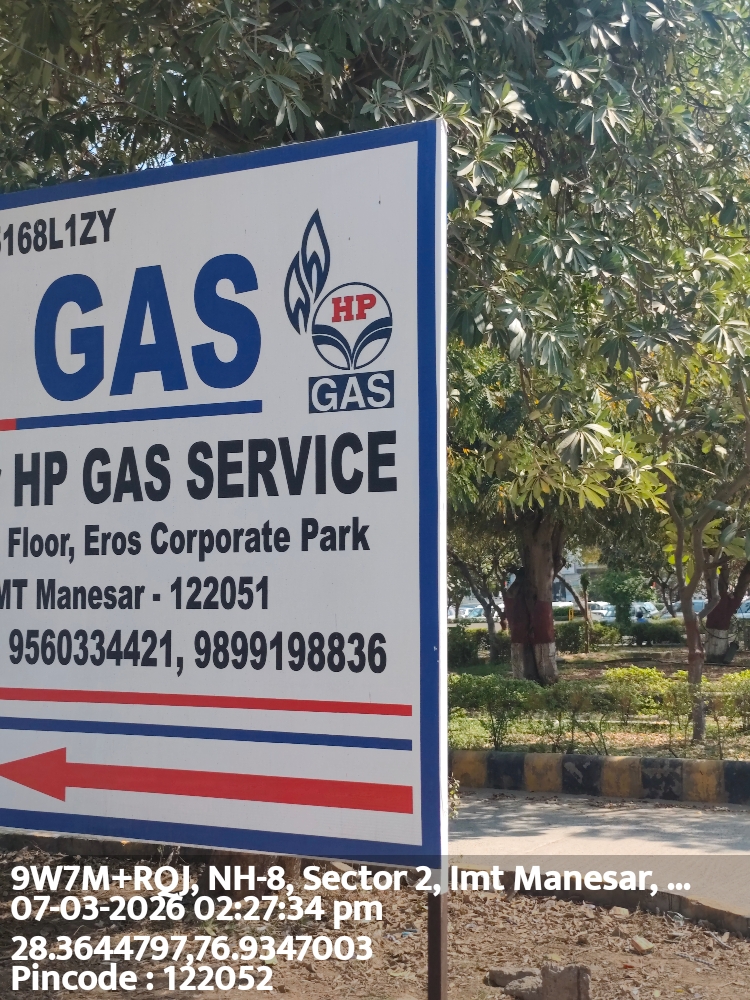 168L1ZY
GAS
HP
GAS
HP GAS SERVICE
Floor, Eros Corporate Park
MT Manesar - 122051
9560334421, 9899198836
9W7M+RQJ, NH-8, Sector 2, Imt Manesar, ...
07-03-2026 02:27:34 pm
28.3644797,76.9347003
Pincode : 122052